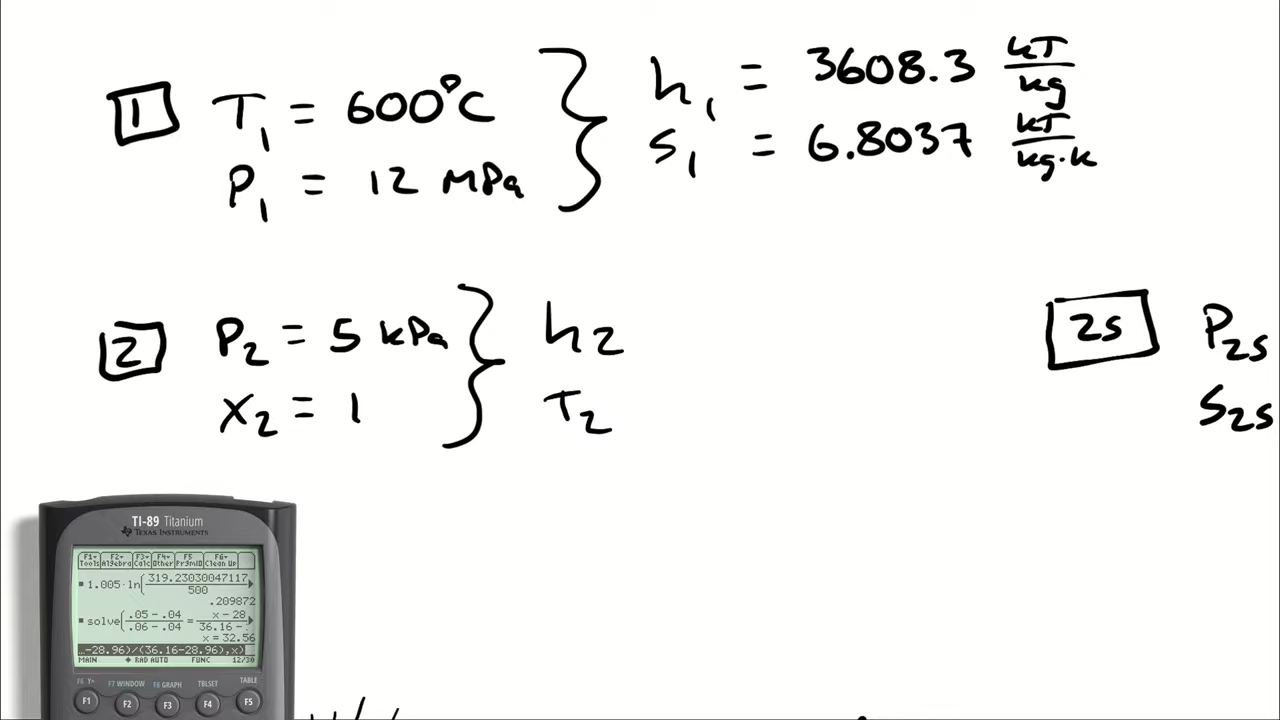 1 T₁ = 600°C
P₁ = 12 MPa
h₁ = 3608.3 kJ/kg
s₁ = 6.8037 kJ/kg·K
2 P₂ = 5 kPa
x₂ = 1
h₂
T₂
2s P₂s
S₂s
TI-89 Titanium
TEXAS INSTRUMENTS
F1▾ Tools F2▾ Algebra F3▾ Calc F4▾ Other F5 PrgmIO F6▾ Clean Up
1.005·ln(319.23030047117/500
.209872
solve(.05-.04/.06-.04 = x-28/36.16-
x = 32.56
…-28.96)/(36.16-28.96),x)
MAIN RAD AUTO FUNC 12/30
F6 Y= F7 WINDOW F8 GRAPH TBLSET TABLE
F1 F2 F3 F4 F5